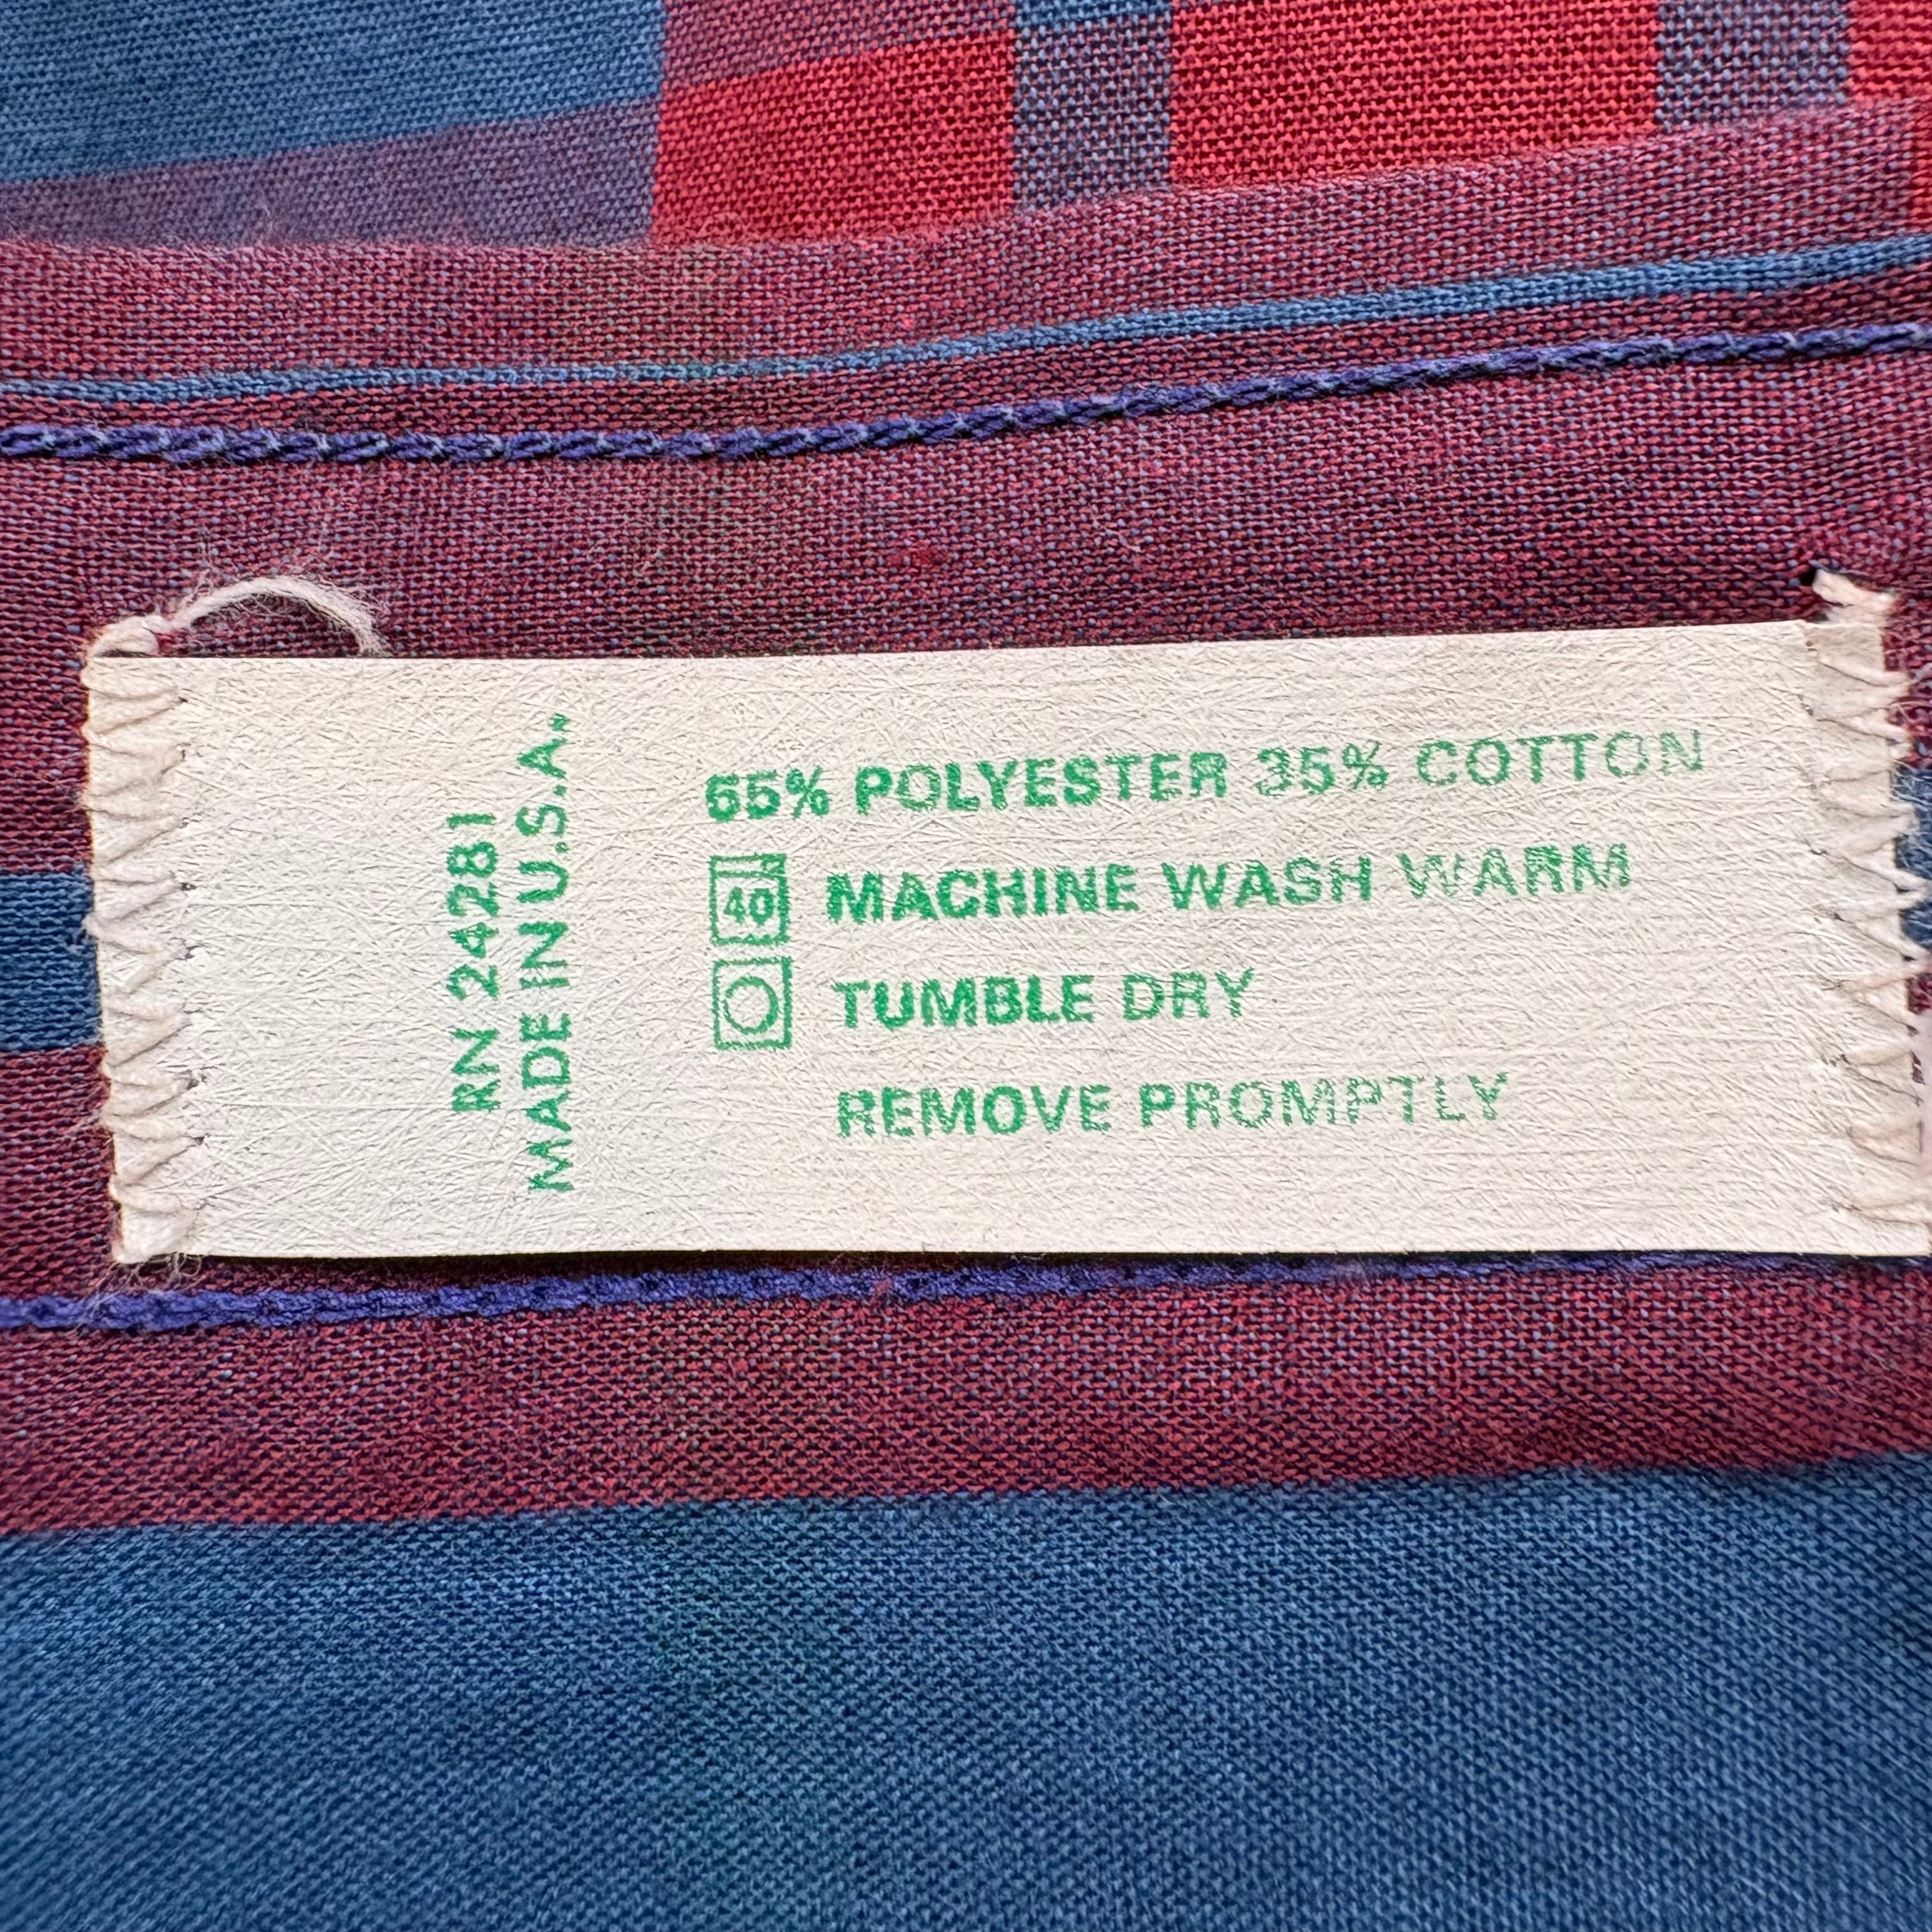 RN 24281
MADE IN U.S.A.
65% POLYESTER 35% COTTON
40 MACHINE WASH WARM
TUMBLE DRY
REMOVE PROMPTLY